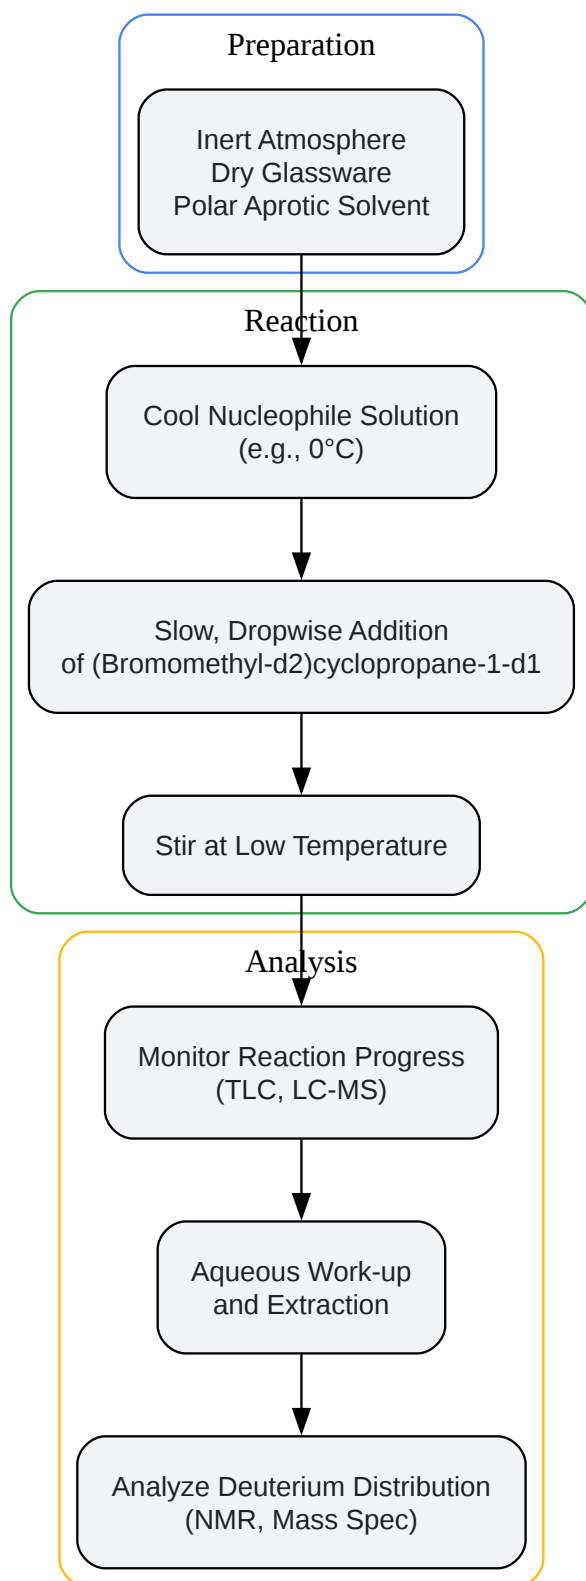 Preparation
Inert Atmosphere
Dry Glassware
Polar Aprotic Solvent
Reaction
Cool Nucleophile Solution
(e.g., 0°C)
Slow, Dropwise Addition
of (Bromomethyl-d2)cyclopropane-1-d1
Stir at Low Temperature
Analysis
Monitor Reaction Progress
(TLC, LC-MS)
Aqueous Work-up
and Extraction
Analyze Deuterium Distribution
(NMR, Mass Spec)